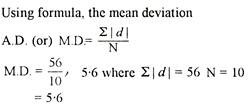 Using formula, the mean deviation
A.D. (or) M.D.= Σ|d| / N
M.D. = 56 / 10, 5·6 where Σ|d| = 56 N = 10
= 5·6